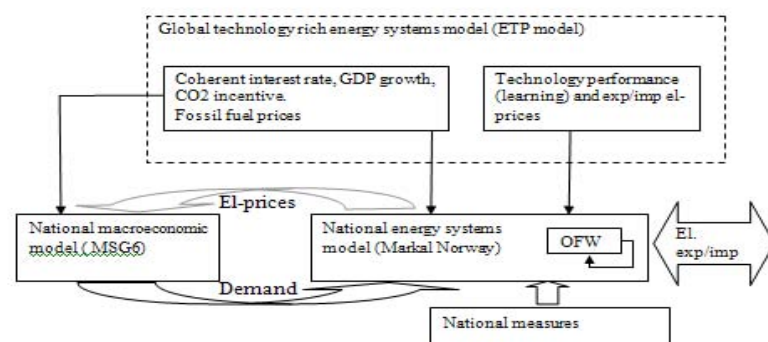 Global technology rich energy systems model (ETP model)
Coherent interest rate, GDP growth,
CO2 incentive.
Fossil fuel prices
Technology performance
(learning) and exp/imp el-
prices
El-prices
National macroeconomic
model ( MSG6)
National energy systems
model (Markal Norway)
OFW
El.
exp/imp
Demand
National measures